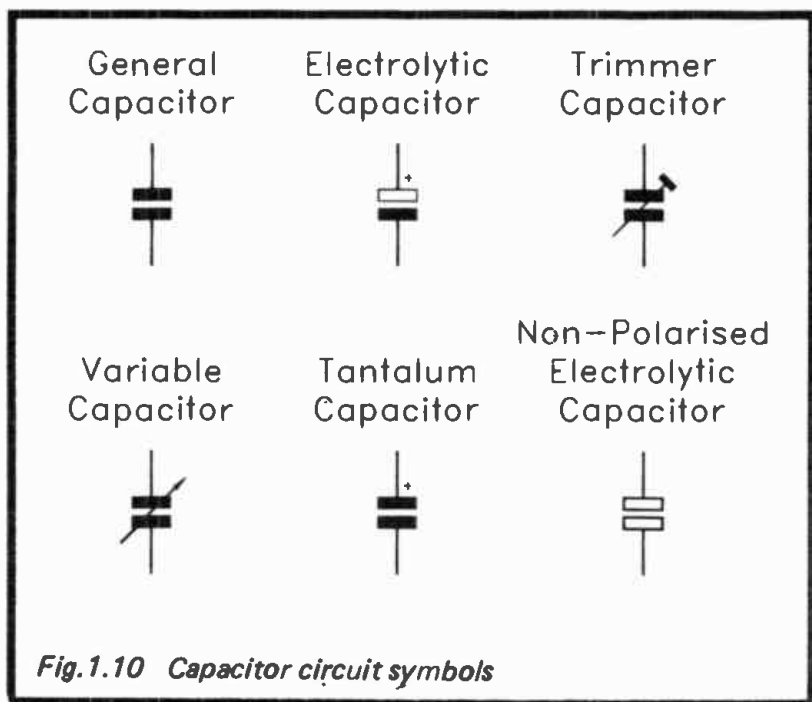 General
Capacitor
Electrolytic
Capacitor
Trimmer
Capacitor
+
Variable
Capacitor
Tantalum
Capacitor
Non-Polarised
Electrolytic
Capacitor
+
Fig.1.10 Capacitor circuit symbols